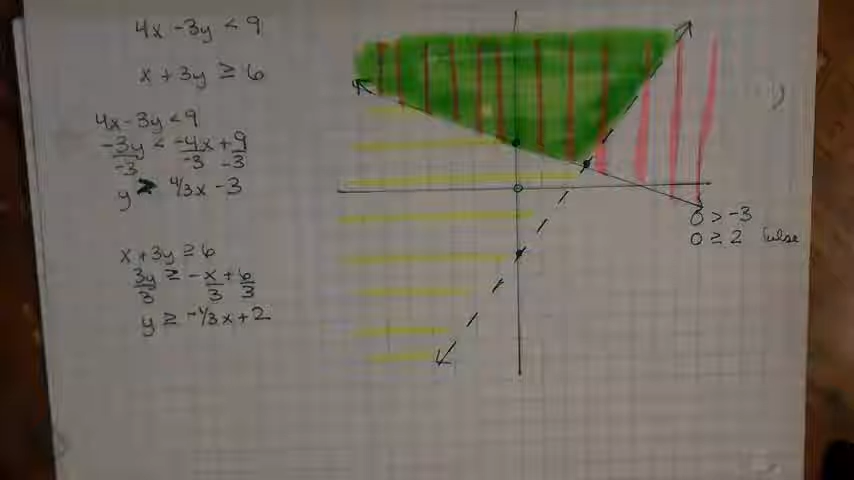 4x - 3y < 9
x + 3y ≥ 6
4x - 3y < 9
-3y/-3 < -4x/-3 + 9/-3
y > 4/3x - 3
x + 3y ≥ 6
3y/3 ≥ -x/3 + 6/3
y ≥ -1/3x + 2
y
0 > -3
0 ≥ 2 false